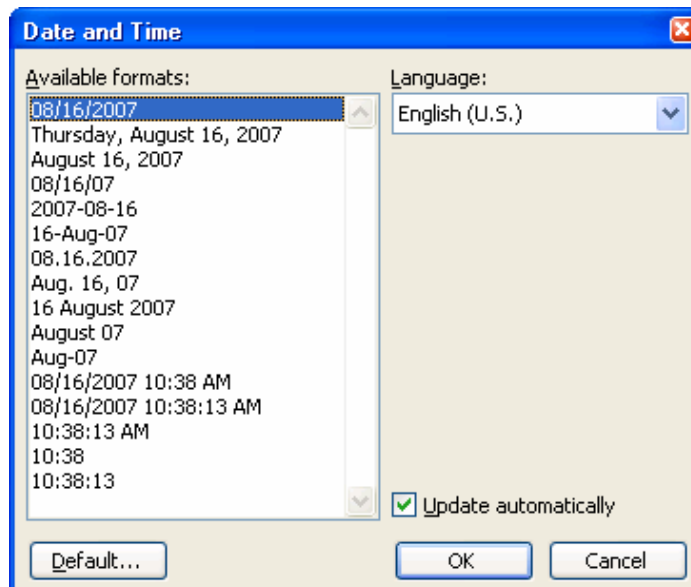 Date and Time
Available formats:
08/16/2007
Thursday, August 16, 2007
August 16, 2007
08/16/07
2007-08-16
16-Aug-07
08.16.2007
Aug. 16, 07
16 August 2007
August 07
Aug-07
08/16/2007 10:38 AM
08/16/2007 10:38:13 AM
10:38:13 AM
10:38
10:38:13
Language:
English (U.S.)
Update automatically
Default...
OK
Cancel